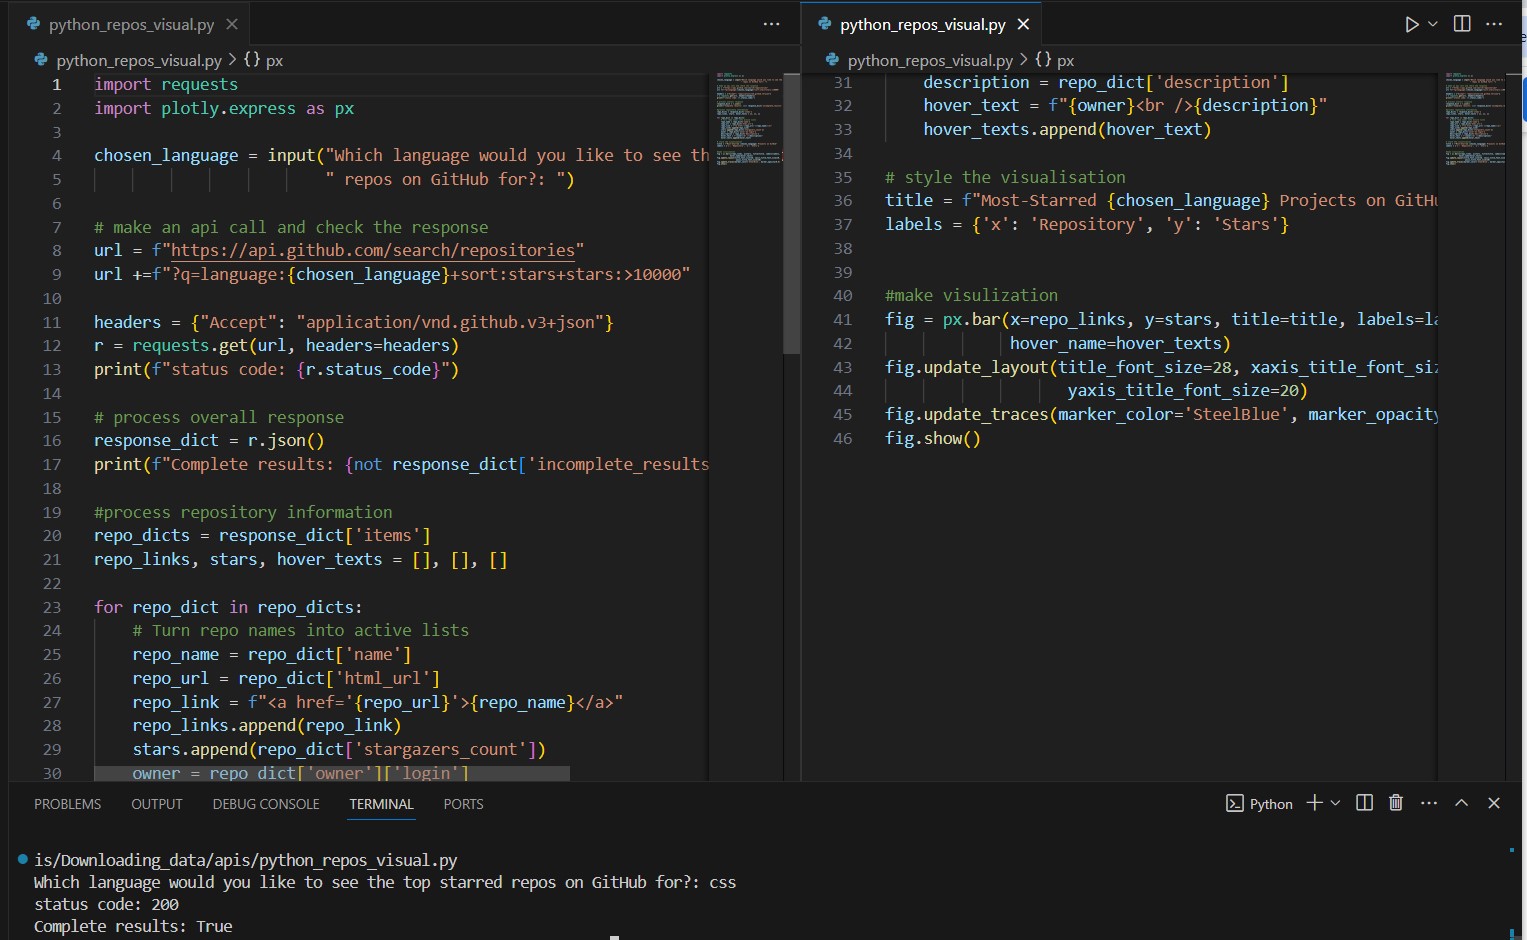 python_repos_visual.py
python_repos_visual.py > {} px
1 import requests
2 import plotly.express as px
3
4 chosen_language = input("Which language would you like to see th
5 " repos on GitHub for?: ")
6
7 # make an api call and check the response
8 url = f"https://api.github.com/search/repositories"
9 url +=f"?q=language:{chosen_language}+sort:stars+stars:>10000"
10
11 headers = {"Accept": "application/vnd.github.v3+json"}
12 r = requests.get(url, headers=headers)
13 print(f"status code: {r.status_code}")
14
15 # process overall response
16 response_dict = r.json()
17 print(f"Complete results: {not response_dict['incomplete_results
18
19 #process repository information
20 repo_dicts = response_dict['items']
21 repo_links, stars, hover_texts = [], [], []
22
23 for repo_dict in repo_dicts:
24 # Turn repo names into active lists
25 repo_name = repo_dict['name']
26 repo_url = repo_dict['html_url']
27 repo_link = f"<a href='{repo_url}'>{repo_name}</a>"
28 repo_links.append(repo_link)
29 stars.append(repo_dict['stargazers_count'])
30 owner = repo_dict['owner']['login']
python_repos_visual.py
python_repos_visual.py > {} px
31 description = repo_dict['description']
32 hover_text = f"{owner}<br />{description}"
33 hover_texts.append(hover_text)
34
35 # style the visualisation
36 title = f"Most-Starred {chosen_language} Projects on GitHu
37 labels = {'x': 'Repository', 'y': 'Stars'}
38
39
40 #make visulization
41 fig = px.bar(x=repo_links, y=stars, title=title, labels=la
42 hover_name=hover_texts)
43 fig.update_layout(title_font_size=28, xaxis_title_font_siz
44 yaxis_title_font_size=20)
45 fig.update_traces(marker_color='SteelBlue', marker_opacity
46 fig.show()
PROBLEMS OUTPUT DEBUG CONSOLE TERMINAL PORTS Python
is/Downloading_data/apis/python_repos_visual.py
Which language would you like to see the top starred repos on GitHub for?: css
status code: 200
Complete results: True